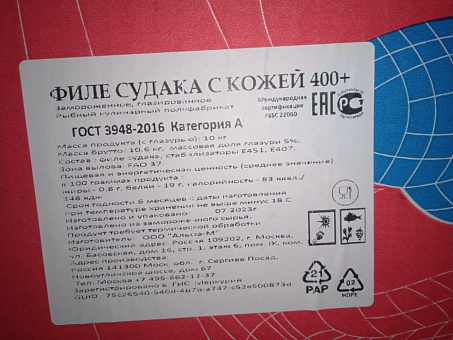 ФИЛЕ СУДАКА С КОЖЕЙ 400+
Замороженное, глазированное
Рыбный кулинарный полуфабрикат
Международная
сертификация
FSSC 22000
EAC
ГОСТ 3948-2016 Категория А
Масса продукта (с глазурью): 10 кг
Масса брутто: 10,6 кг, массовая доля глазури 5%,
Состав: филе судака, стабилизаторы Е451, Е407.
Зона вылова: FAO 37
Пищевая и энергетическая ценность (среднее значение)
в 100 граммах продукта:
жиры - 0,8 г, белки - 19 г, калорийность - 83 ккал/
348 кДж
Срок годности 6 месяцев с даты изготовления
при температуре хранения не выше минус 18 С
Изготовлено и упаковано: 07.2023г
Изготовлено из замороженного сырья.
Продукт требует термической обработки
Изготовитель: ООО
Юридический адрес: Россия 109202, г. Москва,
ул. Басовская, дом 16, стр. 1, этаж 6, пом. IX, ком.
Адрес производства:
Россия 141300 Моск. обл., г. Сергиев Посад,
Новоугличское шоссе, дом 67
Тел.: Москва +7 495
Зарегистрировано в ГИС Меркурий
GUID
21
PAP
02
HDPE